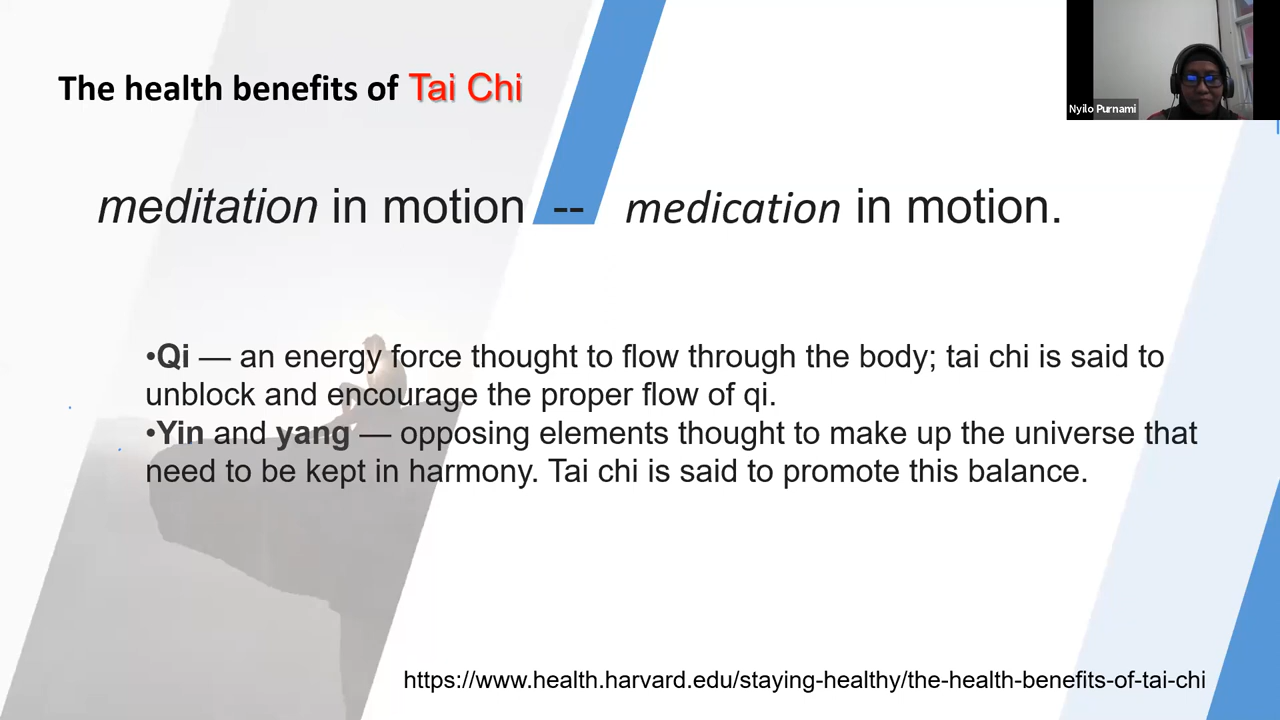 The health benefits of Tai Chi
Nyilo Purnami
meditation in motion -- medication in motion.
•Qi — an energy force thought to flow through the body; tai chi is said to
unblock and encourage the proper flow of qi.
•Yin and yang — opposing elements thought to make up the universe that
need to be kept in harmony. Tai chi is said to promote this balance.
https://www.health.harvard.edu/staying-healthy/the-health-benefits-of-tai-chi